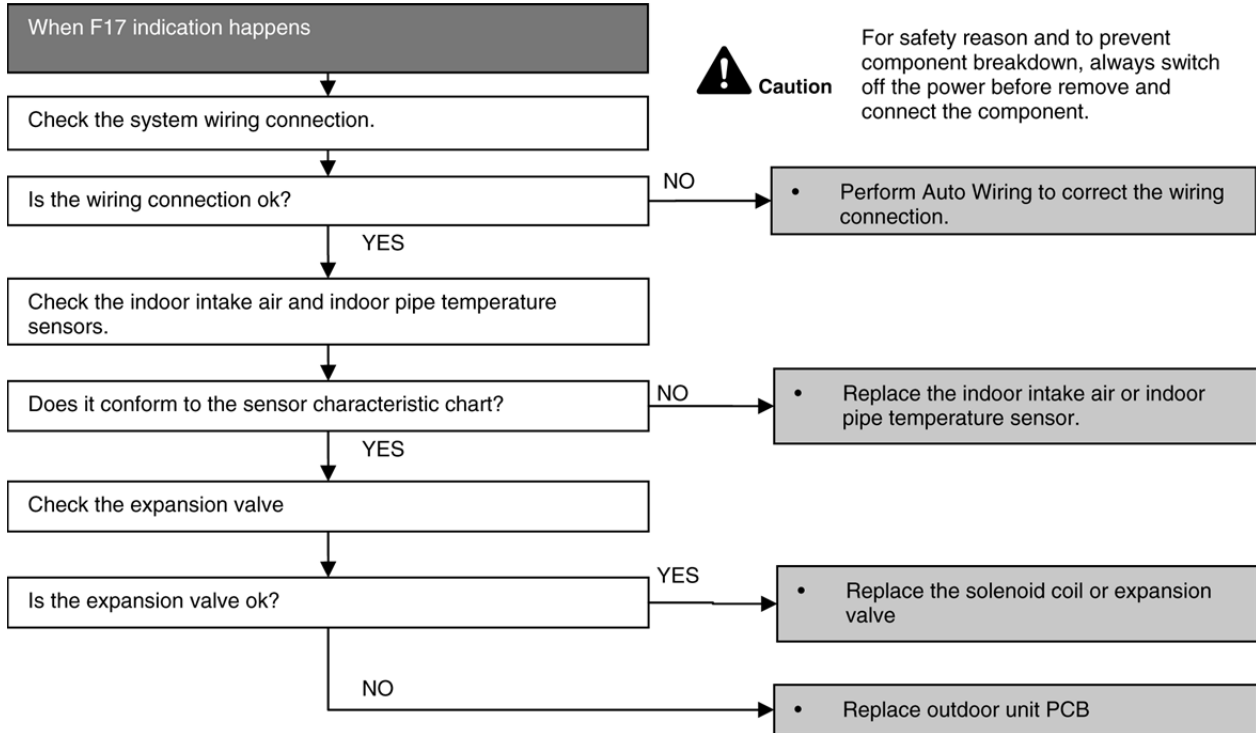 When F17 indication happens
Caution
For safety reason and to prevent
component breakdown, always switch
off the power before remove and
connect the component.
Check the system wiring connection.
Is the wiring connection ok?
NO
• Perform Auto Wiring to correct the wiring
connection.
YES
Check the indoor intake air and indoor pipe temperature
sensors.
Does it conform to the sensor characteristic chart?
NO
• Replace the indoor intake air or indoor
pipe temperature sensor.
YES
Check the expansion valve
Is the expansion valve ok?
YES
• Replace the solenoid coil or expansion
valve
NO
• Replace outdoor unit PCB